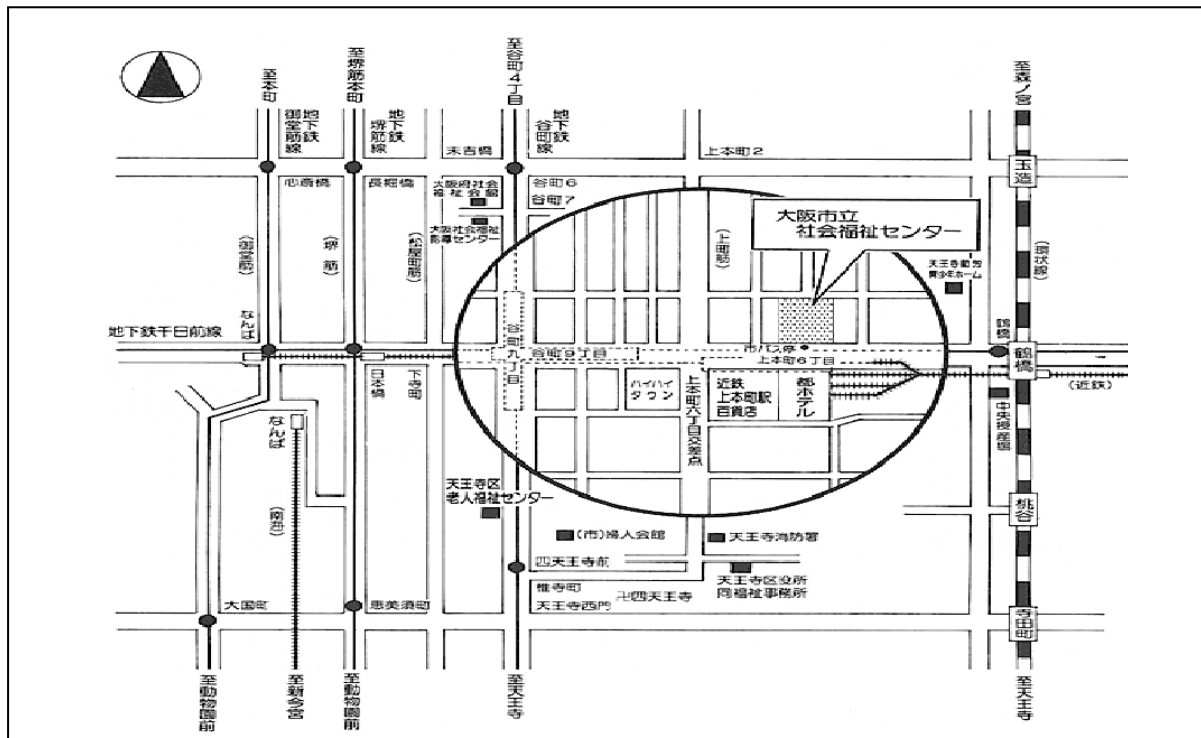 至本町
至堺筋本町
至谷町4丁目
至森ノ宮
地下鉄
御堂筋線
地下鉄
堺筋線
末吉橋
地下鉄
谷町線
上本町2
玉造
心斎橋
長堀橋
大阪府社会
福祉会館
谷町6
谷町7
大阪市立
社会福祉センター
(御堂筋)
(堺筋)
(松屋町筋)
大阪社会福祉
指導センター
(上町筋)
天王寺勤労
青少年ホーム
(環状線)
地下鉄千日前線
なんば
谷町九丁目
谷町9丁目
市バス停
上本町6丁目
鶴橋
鶴橋
(近鉄)
日本橋
下寺町
ハイハイ
タウン
上本町六丁目交差点
近鉄
上本町駅
百貨店
都ホテル
中央授産場
なんば
(南海)
天王寺区
老人福祉センター
桃谷
(市)婦人会館
天王寺消防署
四天王寺前
椎寺町
卍四天王寺
天王寺区役所
同福祉事務所
大国町
恵美須町
天王寺西門
寺田町
至動物園前
至新今宮
至動物園前
至天王寺
至天王寺